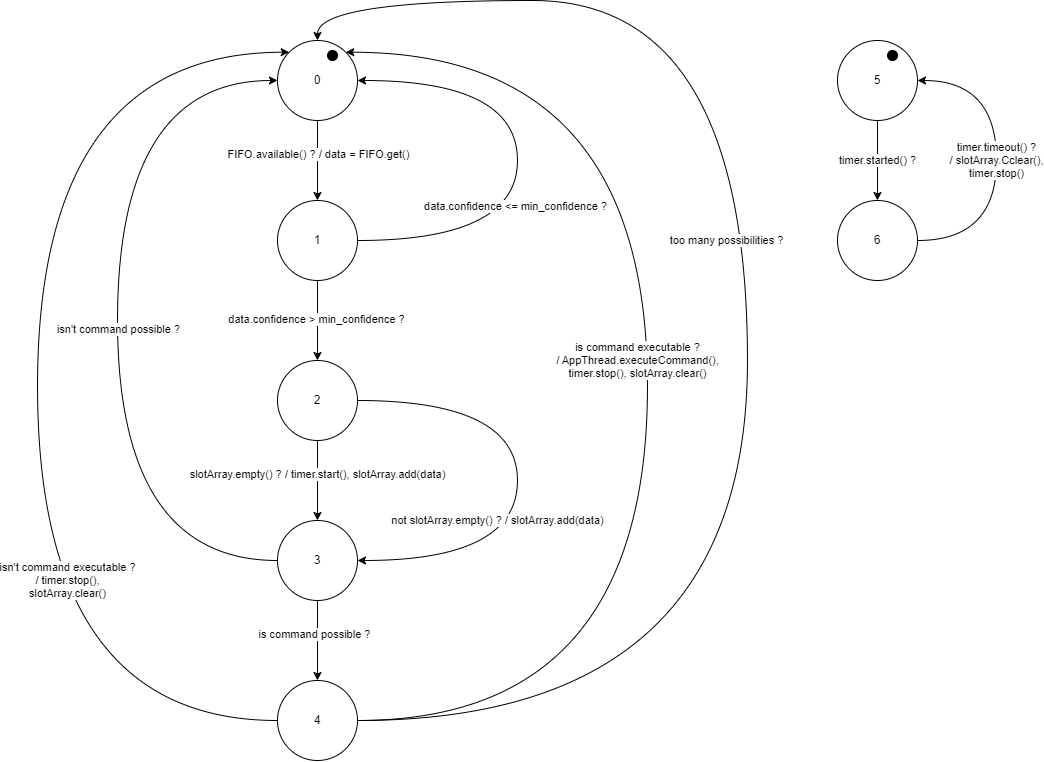 0
5
FIFO.available() ? / data = FIFO.get()
timer.started() ?
timer.timeout() ?
/ slotArray.Cclear(),
timer.stop()
data.confidence <= min_confidence ?
1
6
too many possibilities ?
data.confidence > min_confidence ?
isn't command possible ?
is command executable ?
/ AppThread.executeCommand(),
timer.stop(), slotArray.clear()
2
slotArray.empty() ? / timer.start(), slotArray.add(data)
not slotArray.empty() ? / slotArray.add(data)
3
isn't command executable ?
/ timer.stop(),
slotArray.clear()
is command possible ?
4